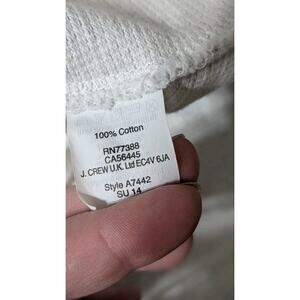 100% Cotton
RN77388
CA56445
J. CREW U.K. Ltd EC4V 6JA
Style A7442
SU 14